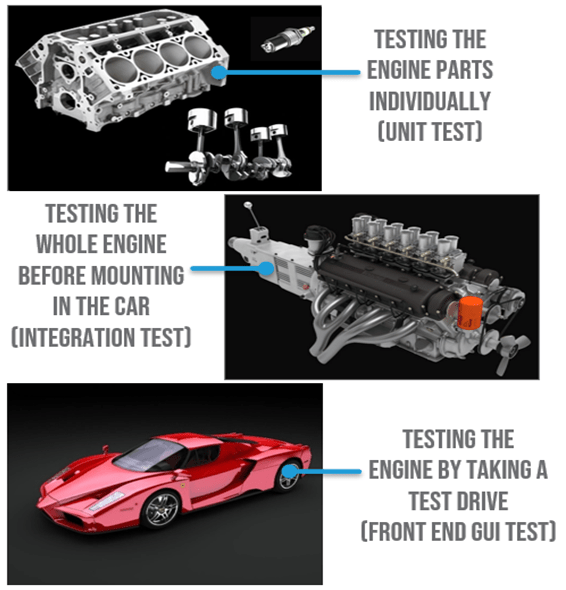 TESTING THE
ENGINE PARTS
INDIVIDUALLY
(UNIT TEST)
TESTING THE
WHOLE ENGINE
BEFORE MOUNTING
IN THE CAR
(INTEGRATION TEST)
TESTING THE
ENGINE BY TAKING A
TEST DRIVE
(FRONT END GUI TEST)